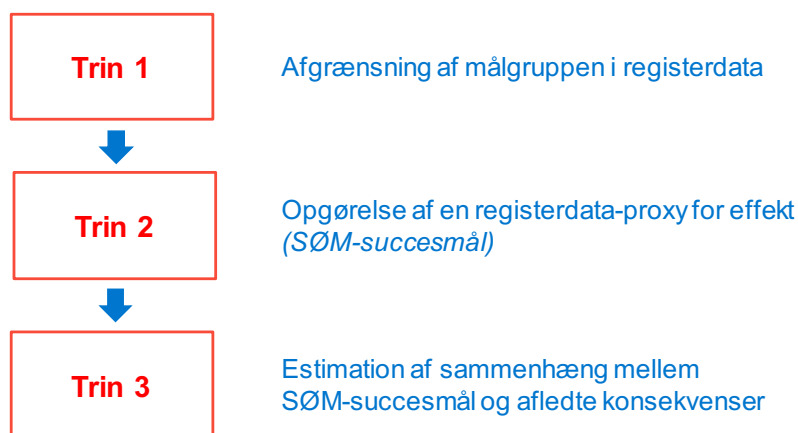 Trin 1
Afgrænsning af målgruppen i registerdata
Trin 2
Opgørelse af en registerdata-proxy for effekt
(SØM-succesmål)
Trin 3
Estimation af sammenhæng mellem
SØM-succesmål og afledte konsekvenser